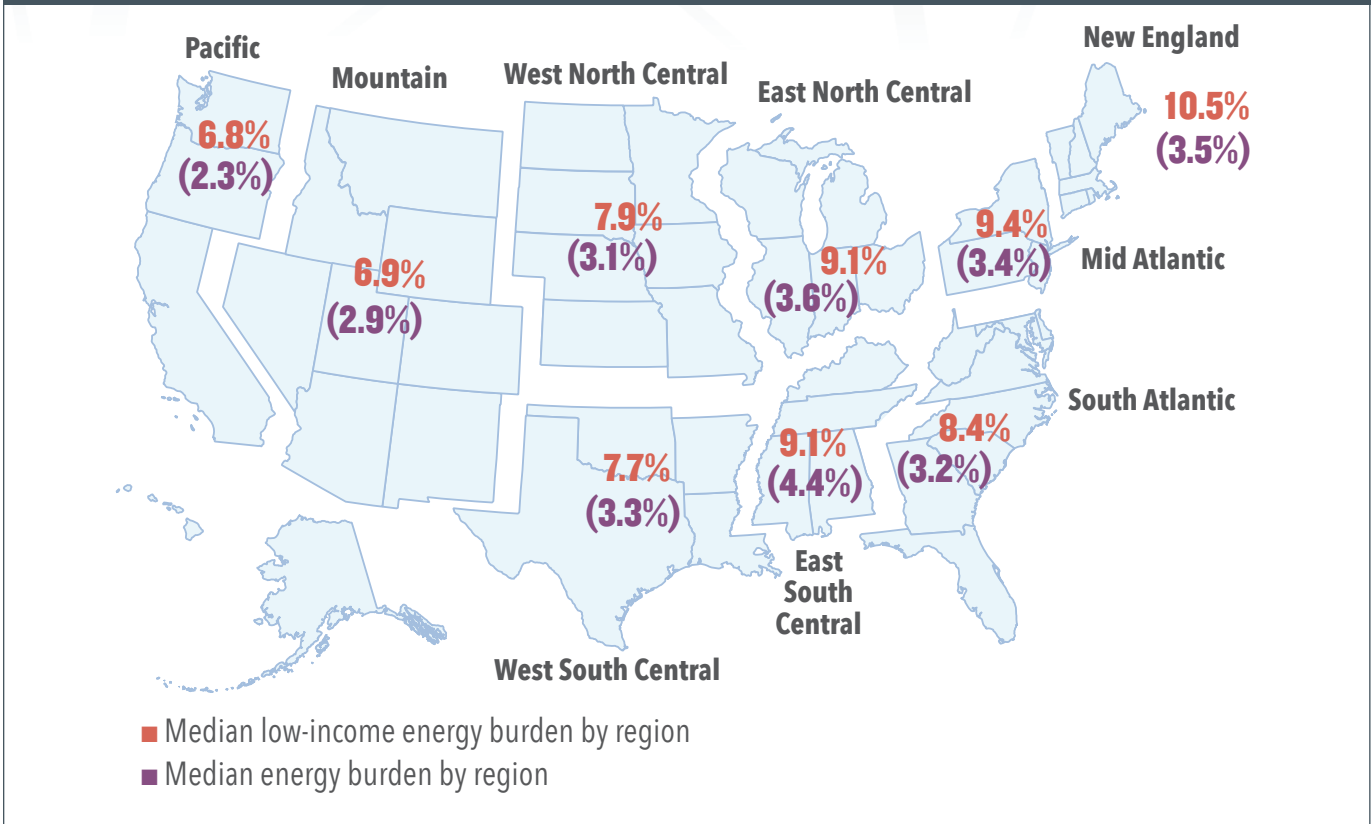 Pacific
6.8%
(2.3%)
Mountain
6.9%
(2.9%)
West North Central
7.9%
(3.1%)
East North Central
9.1%
(3.6%)
New England
10.5%
(3.5%)
9.4%
(3.4%)
Mid Atlantic
South Atlantic
8.4%
(3.2%)
9.1%
(4.4%)
East
South
Central
7.7%
(3.3%)
West South Central
Median low-income energy burden by region
Median energy burden by region